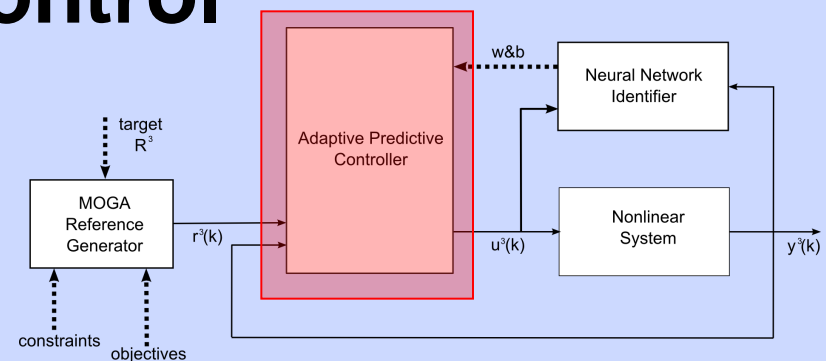 ontrol
w&b
Neural Network
Identifier
target
R³
Adaptive Predictive
Controller
MOGA
Reference
Generator
r³(k)
u³(k)
Nonlinear
System
y³(k)
constraints
objectives